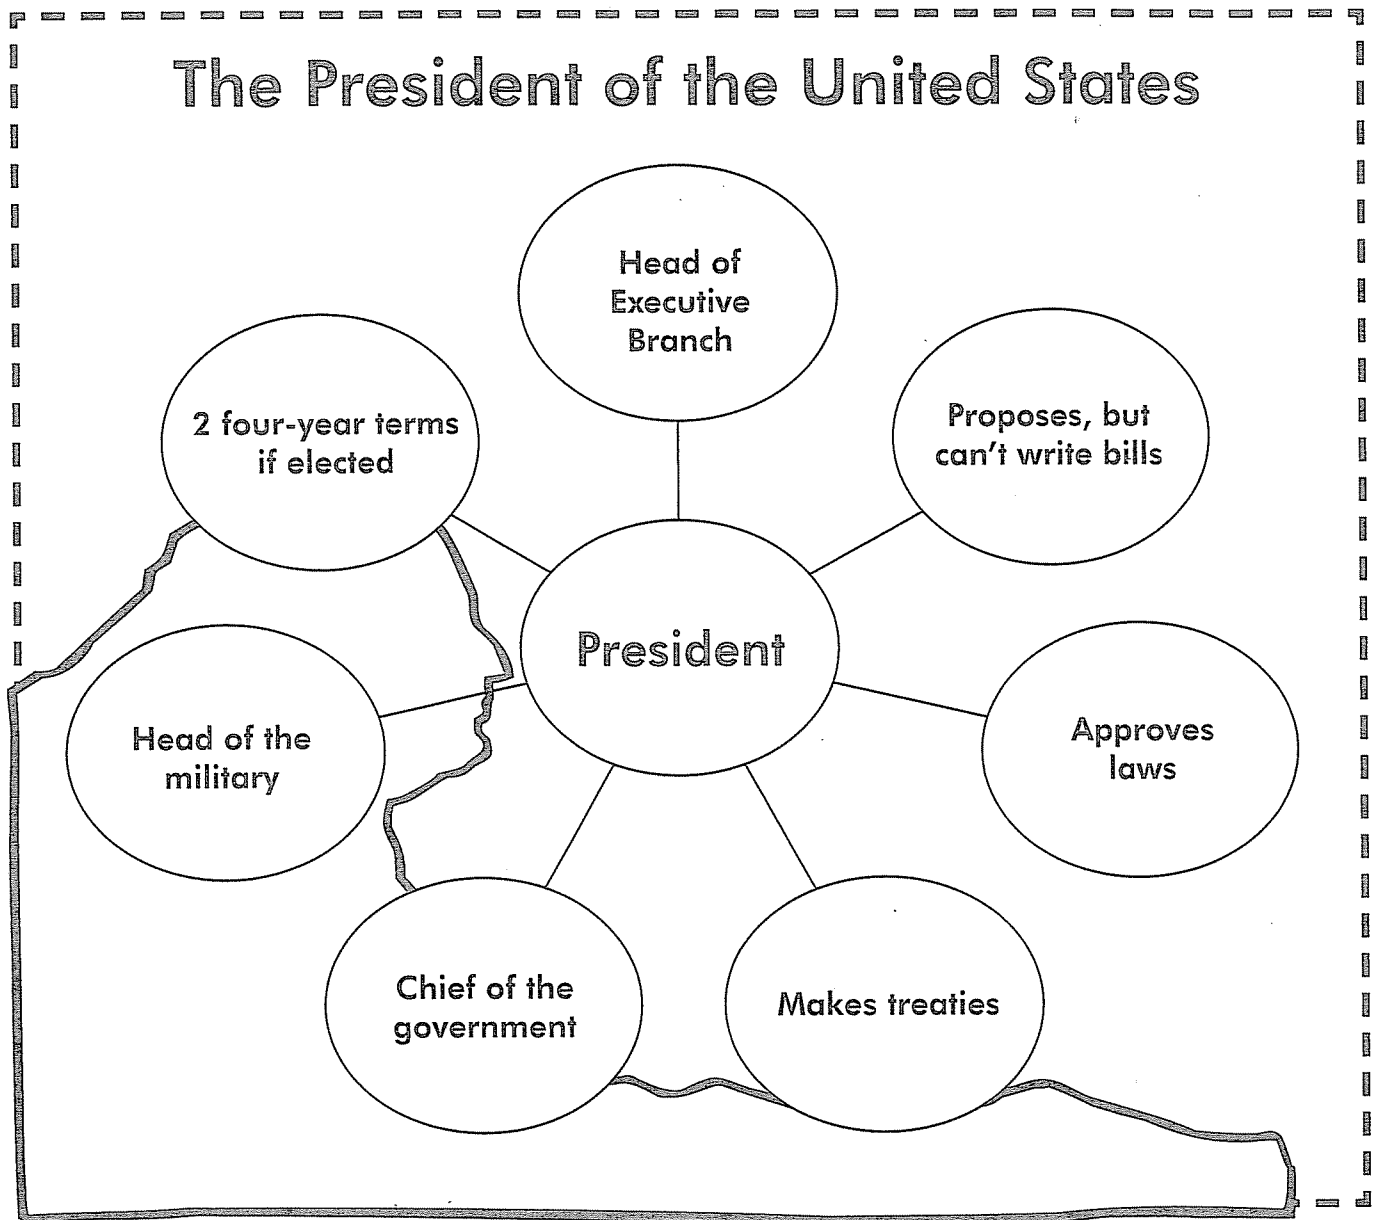 The President of the United States
Head of
Executive
Branch
2 four-year terms
if elected
Proposes, but
can't write bills
President
Head of the
military
Approves
laws
Chief of the
government
Makes treaties